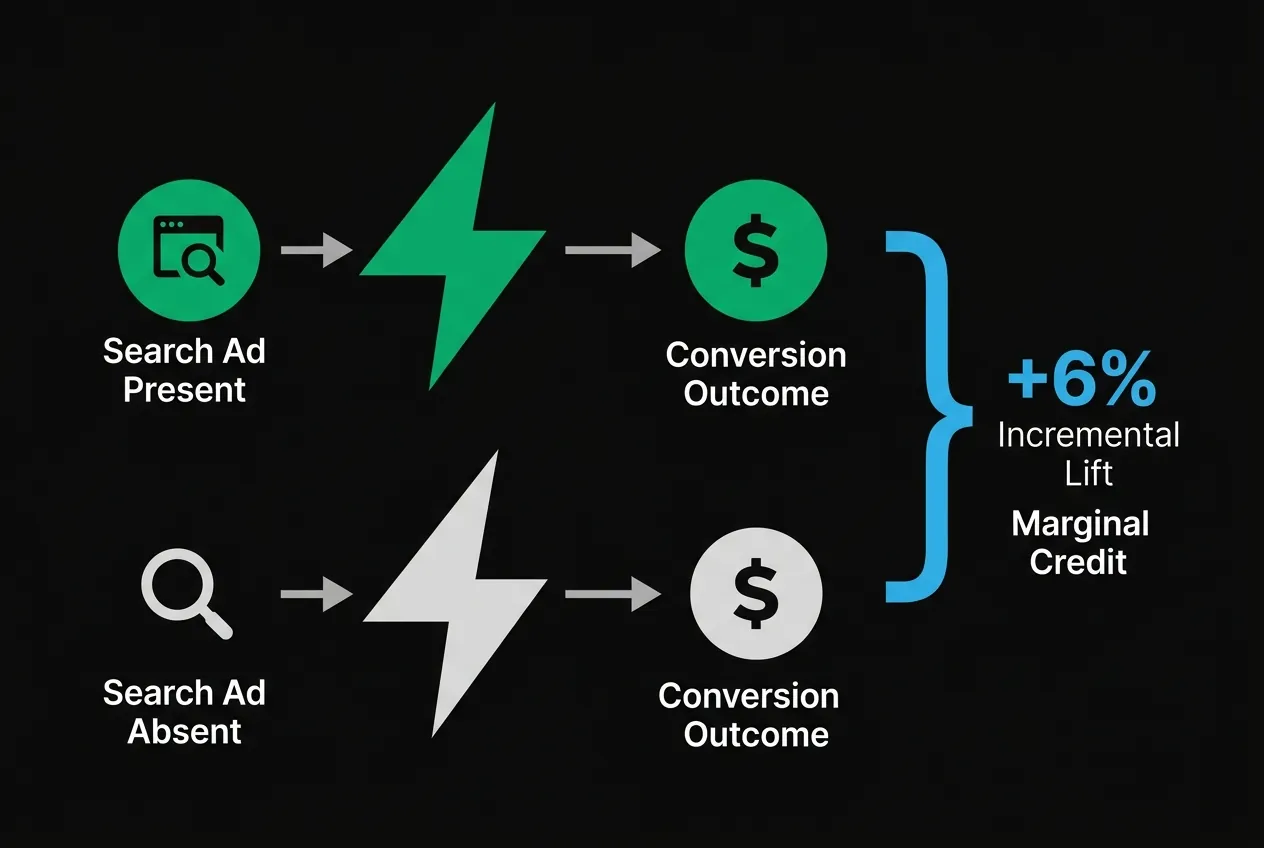 Search Ad
Present
$
Conversion
Outcome
Search Ad
Absent
$
Conversion
Outcome
+6%
Incremental
Lift
Marginal
Credit